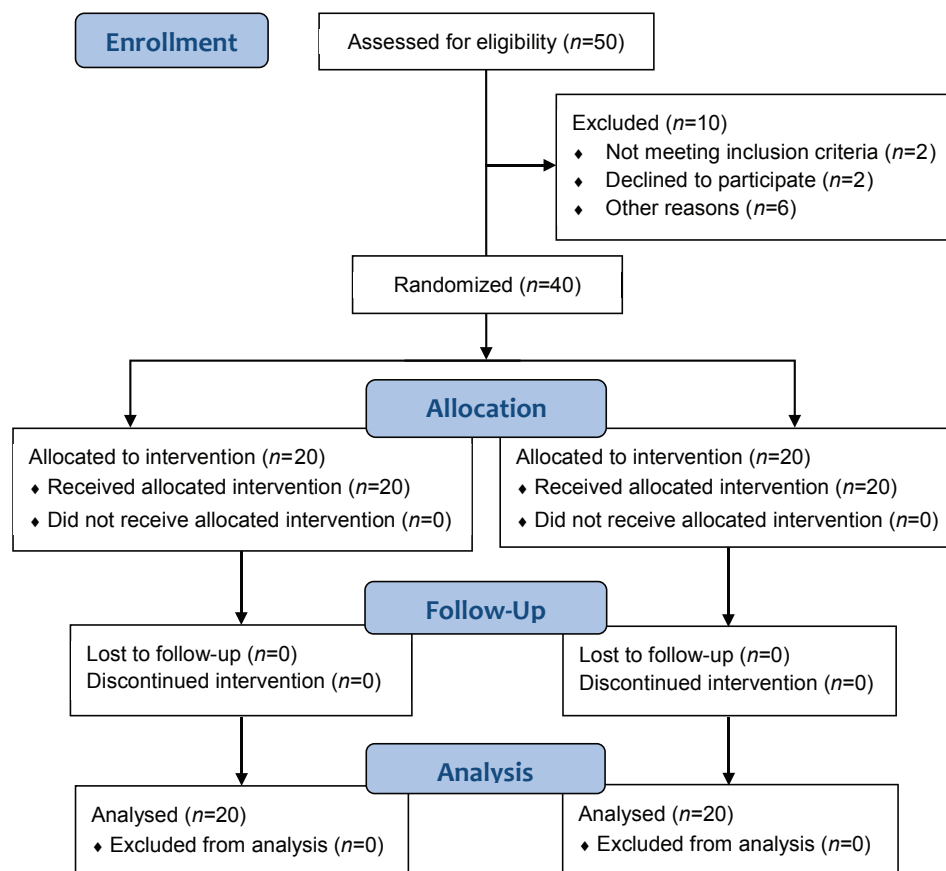 Enrollment
Assessed for eligibility (n=50)
Excluded (n=10)
♦ Not meeting inclusion criteria (n=2)
♦ Declined to participate (n=2)
♦ Other reasons (n=6)
Randomized (n=40)
Allocation
Allocated to intervention (n=20)
♦ Received allocated intervention (n=20)
♦ Did not receive allocated intervention (n=0)
Allocated to intervention (n=20)
♦ Received allocated intervention (n=20)
♦ Did not receive allocated intervention (n=0)
Follow-Up
Lost to follow-up (n=0)
Discontinued intervention (n=0)
Lost to follow-up (n=0)
Discontinued intervention (n=0)
Analysis
Analysed (n=20)
♦ Excluded from analysis (n=0)
Analysed (n=20)
♦ Excluded from analysis (n=0)